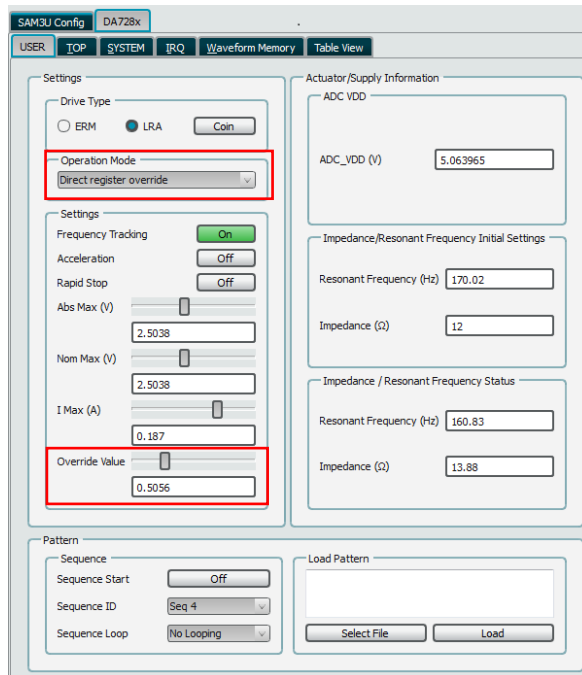 SAM3U Config DA728x
USER TOP SYSTEM IRQ Waveform Memory Table View
Settings
Drive Type
ERM LRA Coin
Operation Mode
Direct register override
Settings
Frequency Tracking On
Acceleration Off
Rapid Stop Off
Abs Max (V)
2.5038
Nom Max (V)
2.5038
I Max (A)
0.187
Override Value
0.5056
Actuator/Supply Information
ADC VDD
ADC_VDD (V) 5.063965
Impedance/Resonant Frequency Initial Settings
Resonant Frequency (Hz) 170.02
Impedance (Ω) 12
Impedance / Resonant Frequency Status
Resonant Frequency (Hz) 160.83
Impedance (Ω) 13.88
Pattern
Sequence
Sequence Start Off
Sequence ID Seq 4
Sequence Loop No Looping
Load Pattern
Select File Load